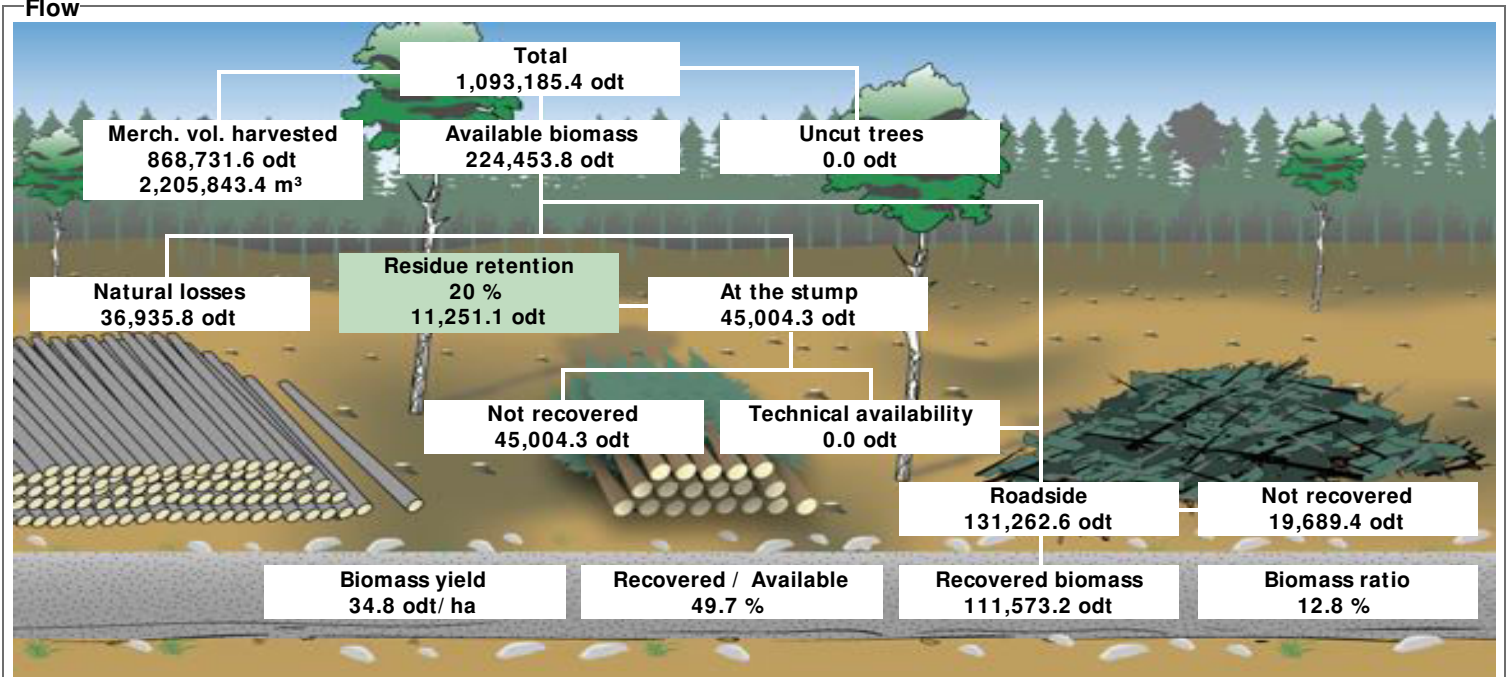 Flow
Total
1,093,185.4 odt
Merch. vol. harvested
868,731.6 odt
2,205,843.4 m³
Available biomass
224,453.8 odt
Uncut trees
0.0 odt
Natural losses
36,935.8 odt
Residue retention
20 %
11,251.1 odt
At the stump
45,004.3 odt
Not recovered
45,004.3 odt
Technical availability
0.0 odt
Roadside
131,262.6 odt
Not recovered
19,689.4 odt
Biomass yield
34.8 odt/ ha
Recovered / Available
49.7 %
Recovered biomass
111,573.2 odt
Biomass ratio
12.8 %